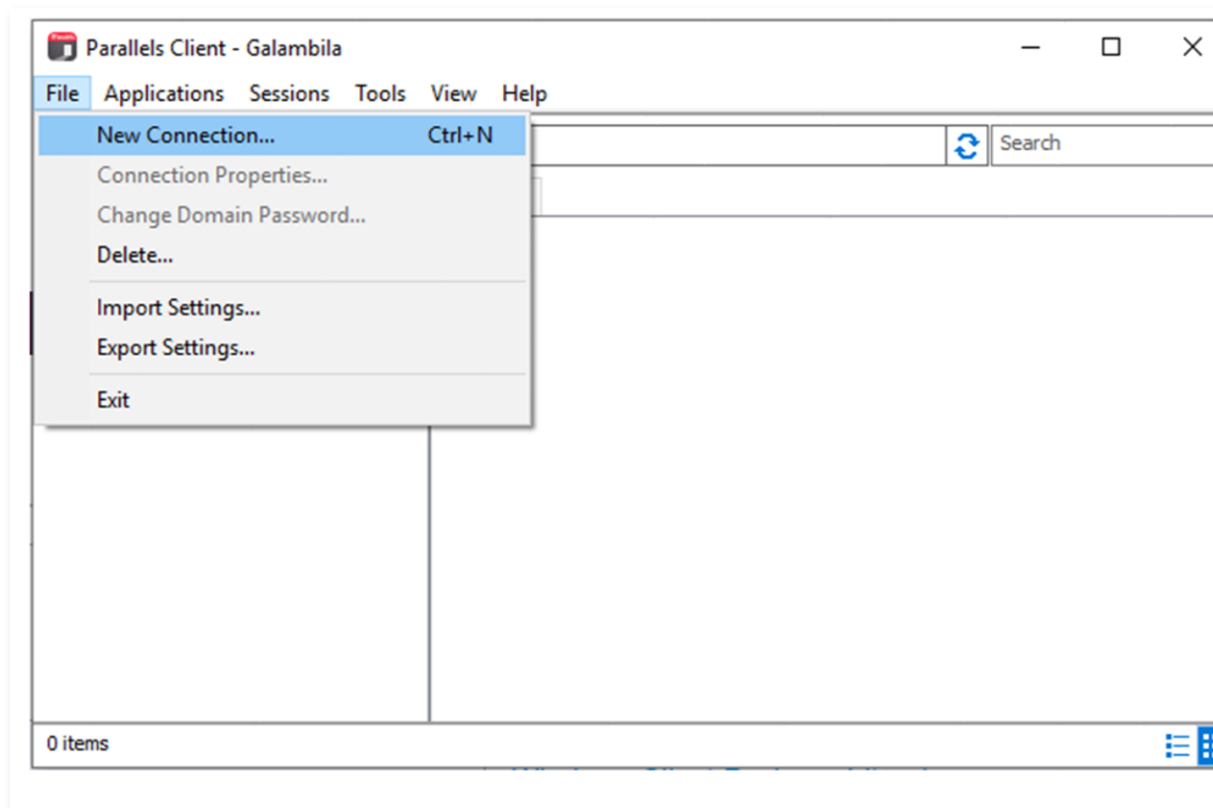 Parallels Client - Galambila
File Applications Sessions Tools View Help
New Connection... Ctrl+N
Search
Connection Properties...
Change Domain Password...
Delete...
Import Settings...
Export Settings...
Exit
0 items